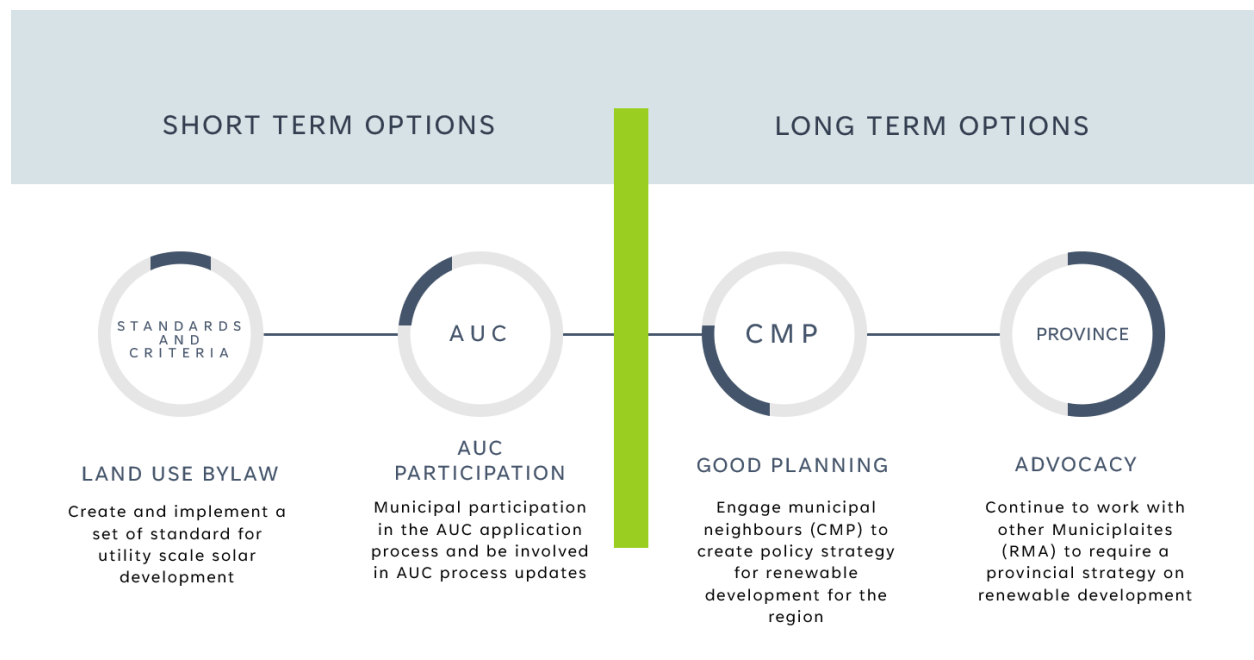 SHORT TERM OPTIONS
LONG TERM OPTIONS
STANDARDS
AND
CRITERIA
AUC
CMP
PROVINCE
LAND USE BYLAW
Create and implement a
set of standard for
utility scale solar
development
AUC
PARTICIPATION
Municipal participation
in the AUC application
process and be involved
in AUC process updates
GOOD PLANNING
Engage municipal
neighbours (CMP) to
create policy strategy
for renewable
development for the
region
ADVOCACY
Continue to work with
other Municiplaites
(RMA) to require a
provincial strategy on
renewable development